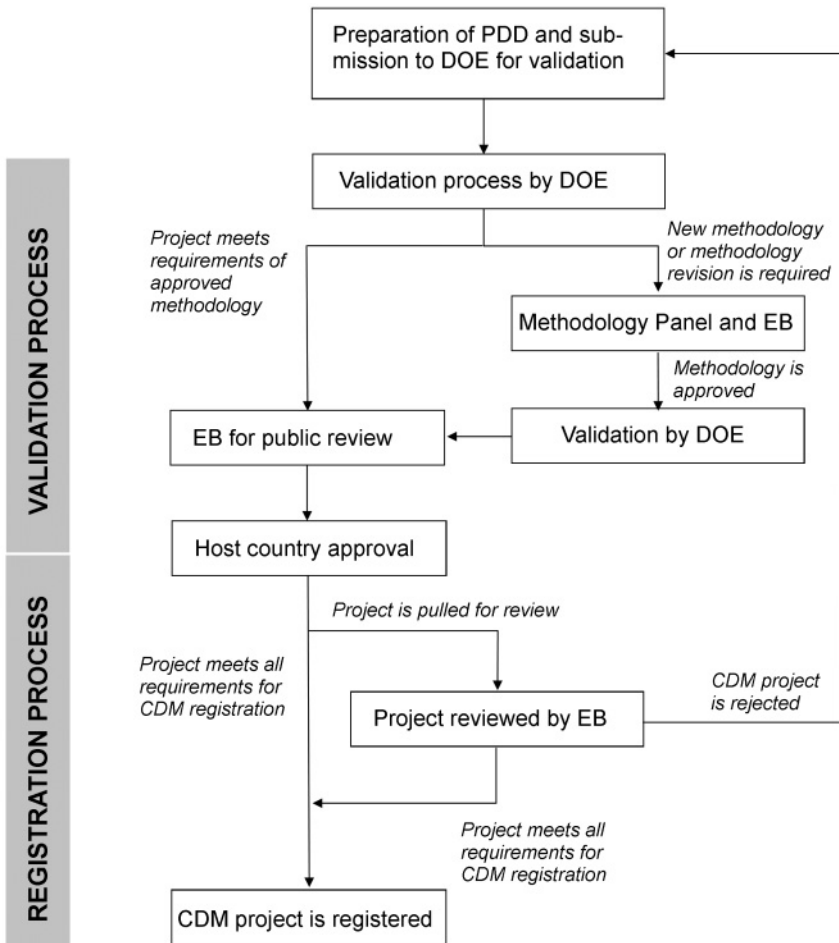 Preparation of PDD and sub-
mission to DOE for validation
VALIDATION PROCESS
Validation process by DOE
Project meets
requirements of
approved
methodology
New methodology
or methodology
revision is required
Methodology Panel and EB
Methodology is
approved
EB for public review
Validation by DOE
Host country approval
REGISTRATION PROCESS
Project is pulled for review
Project meets all
requirements for
CDM registration
CDM project
is rejected
Project reviewed by EB
Project meets all
requirements for
CDM registration
CDM project is registered